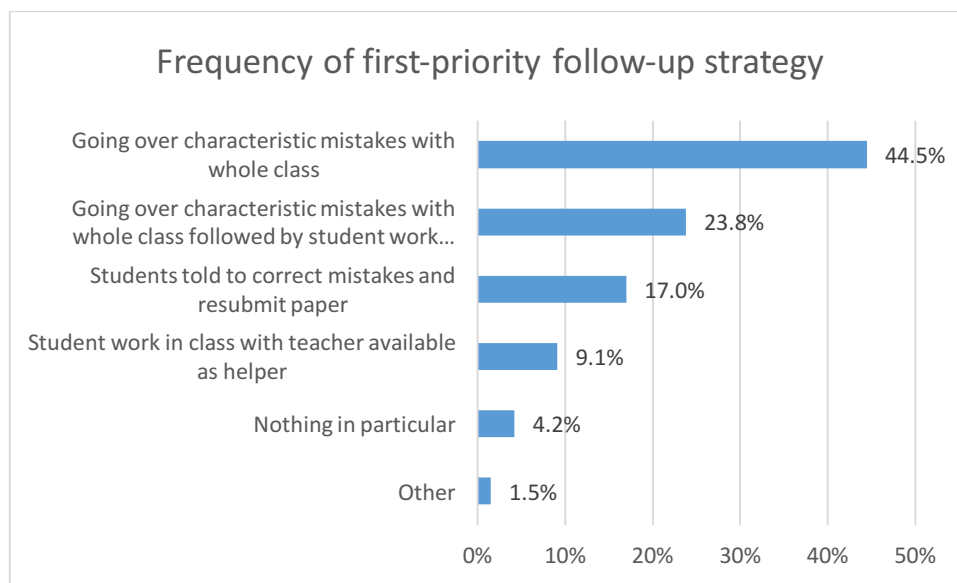 Frequency of first-priority follow-up strategy
Going over characteristic mistakes with
whole class
44.5%
Going over characteristic mistakes with
whole class followed by student work...
23.8%
Students told to correct mistakes and
resubmit paper
17.0%
Student work in class with teacher available
as helper
9.1%
Nothing in particular
4.2%
Other
1.5%
0% 10% 20% 30% 40% 50%